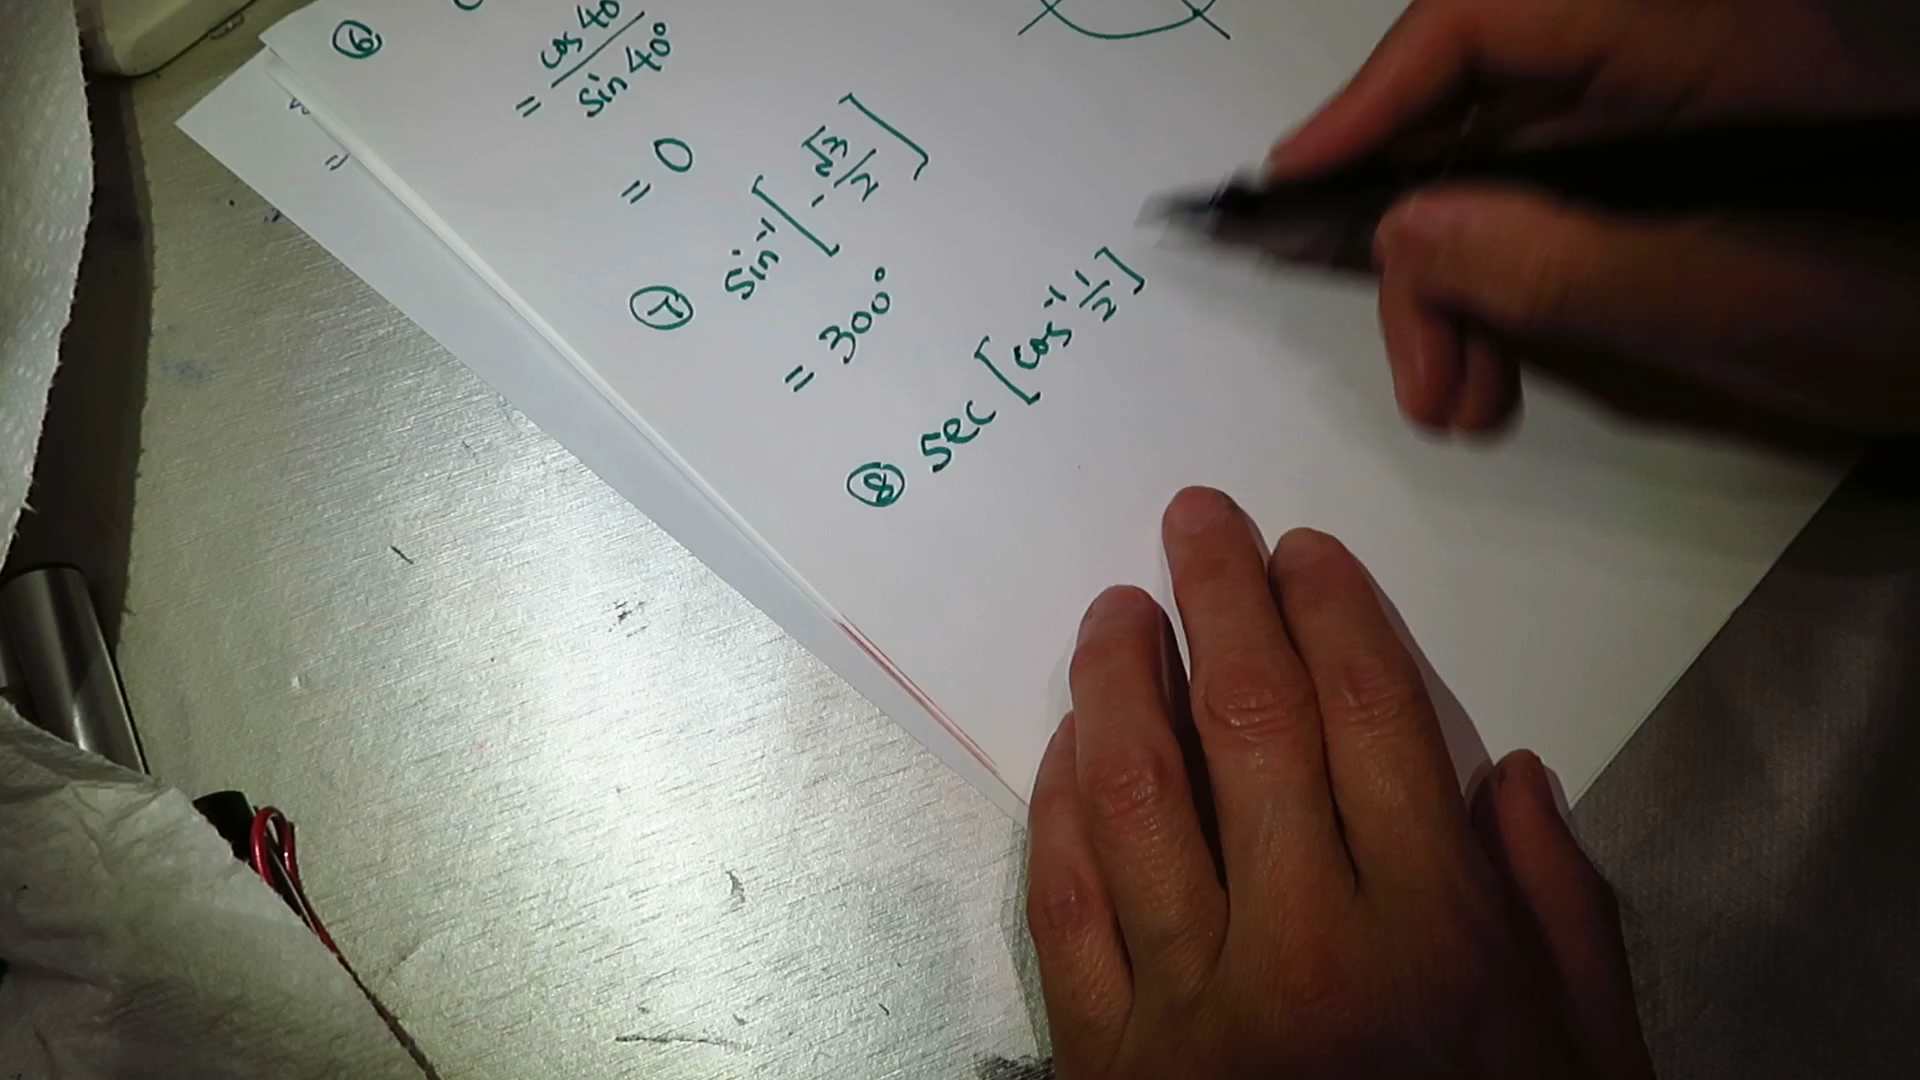 ⑥
= cos 40 / sin 40°
= 0
⑦ sin⁻¹ [ -√3/2 ]
= 300°
⑧ sec [ cos⁻¹ 1/2 ]